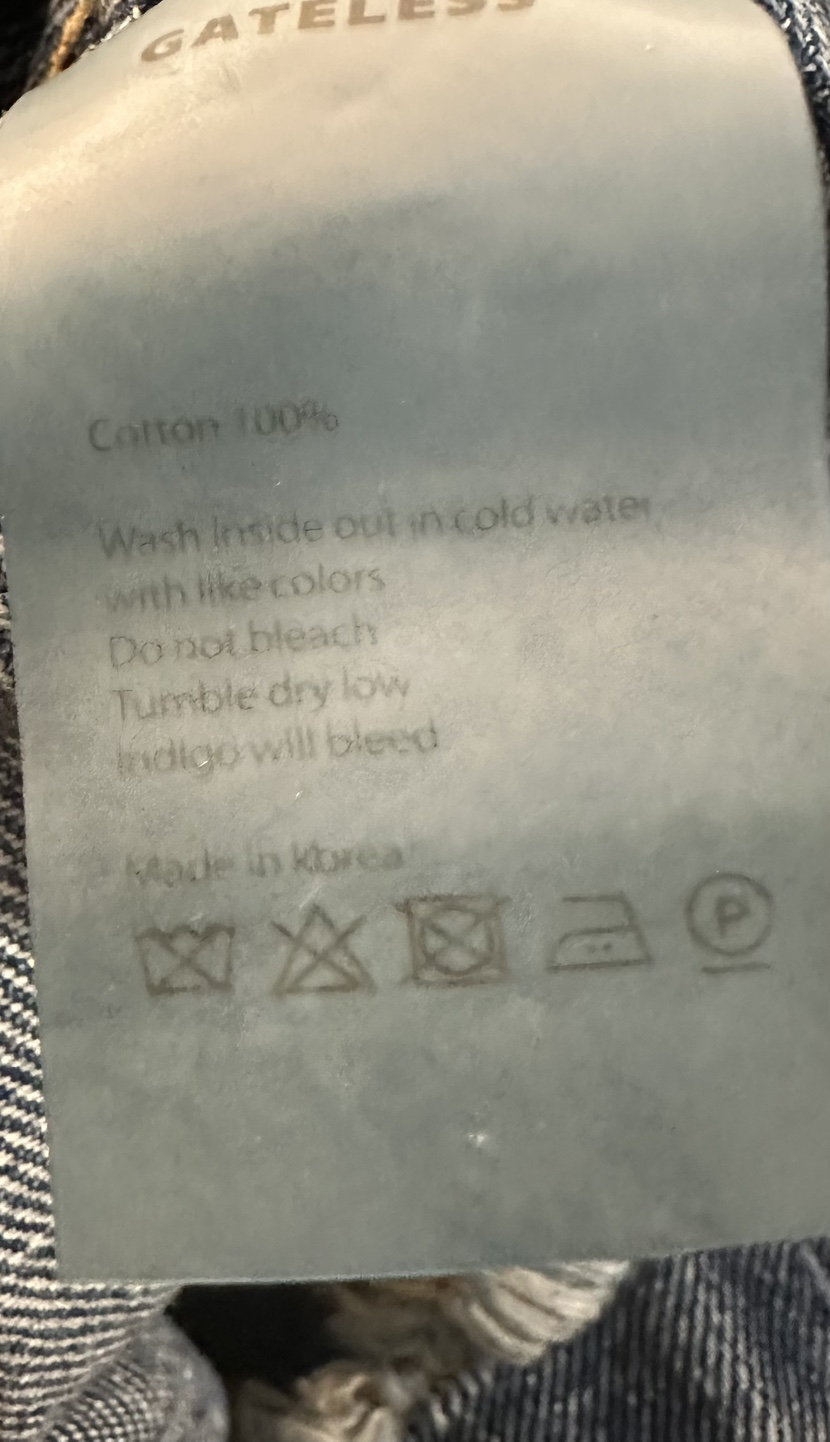 GATELESS
Cotton 100%
Wash inside out in cold water
with like colors
Do not bleach
Tumble dry low
Indigo will bleed
Made in Korea
P